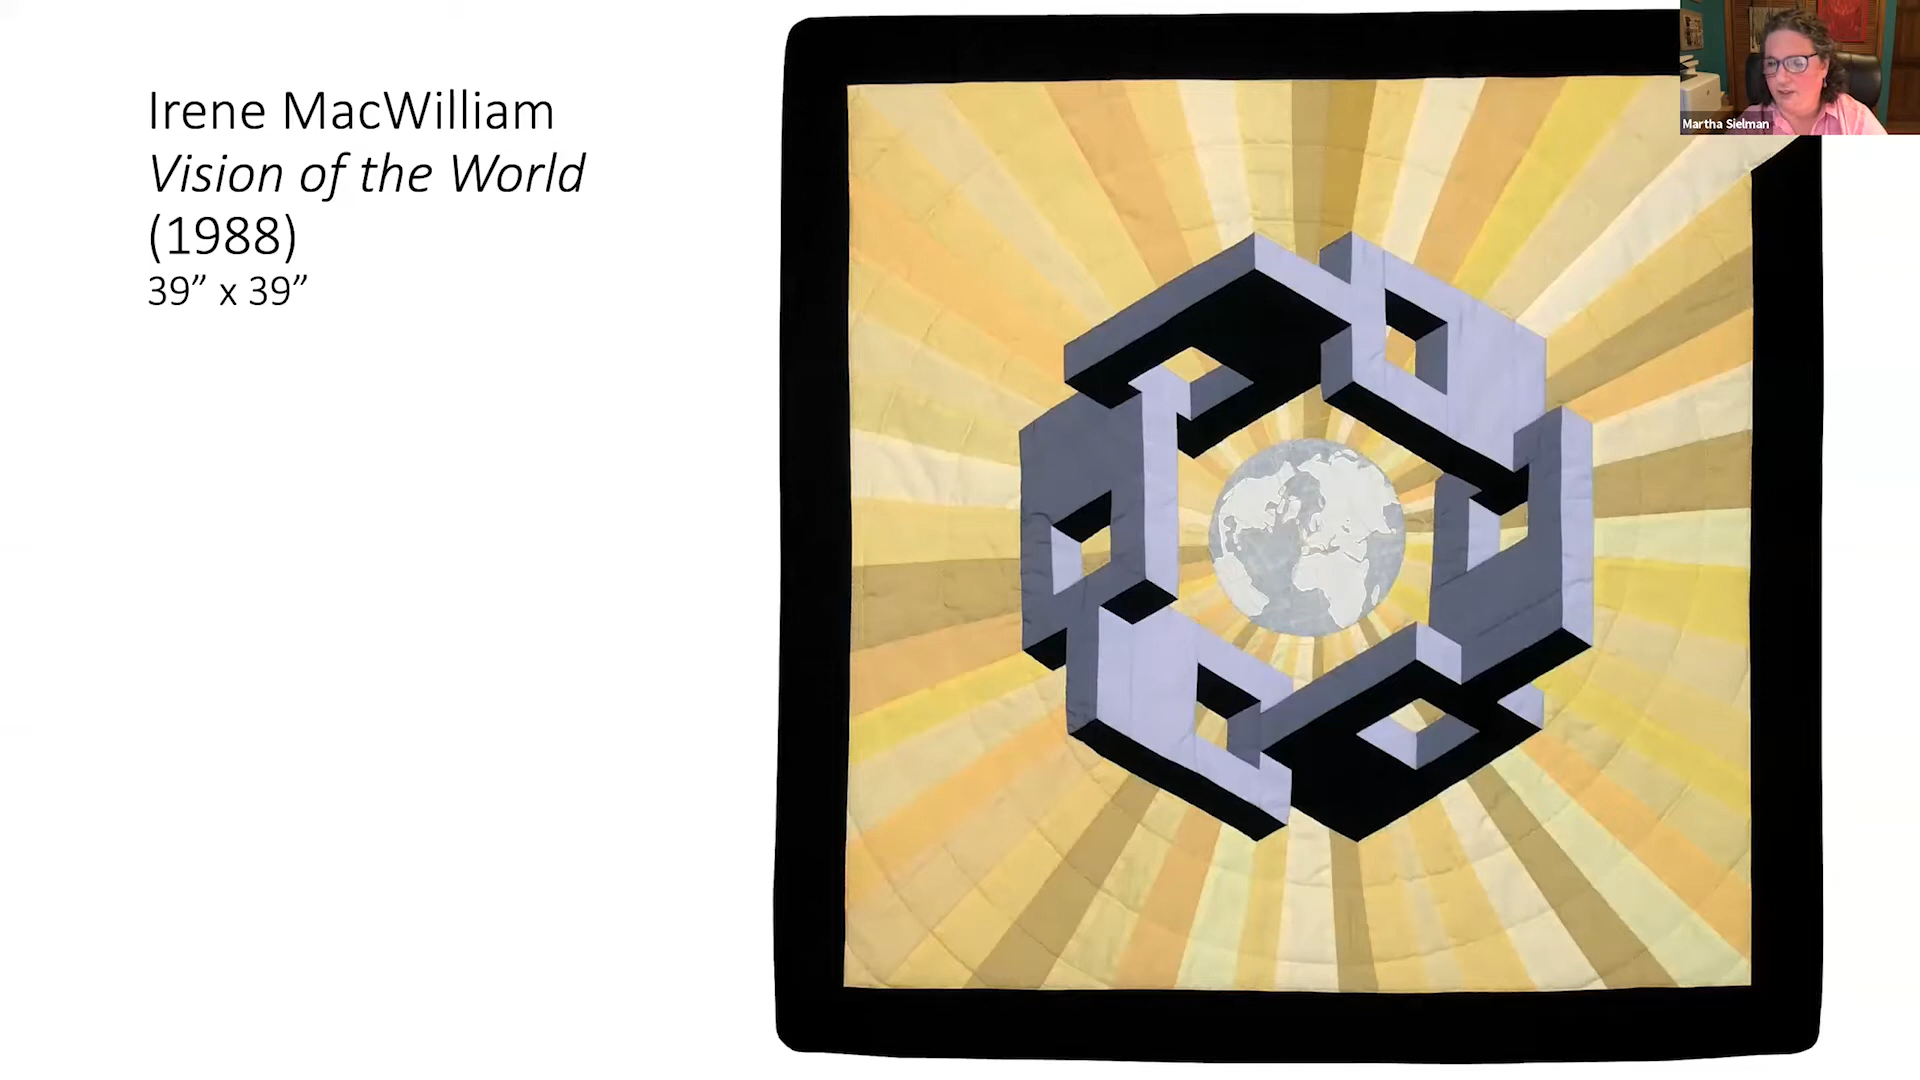 Irene MacWilliam
Vision of the World
(1988)
39” x 39”
Martha Sielman